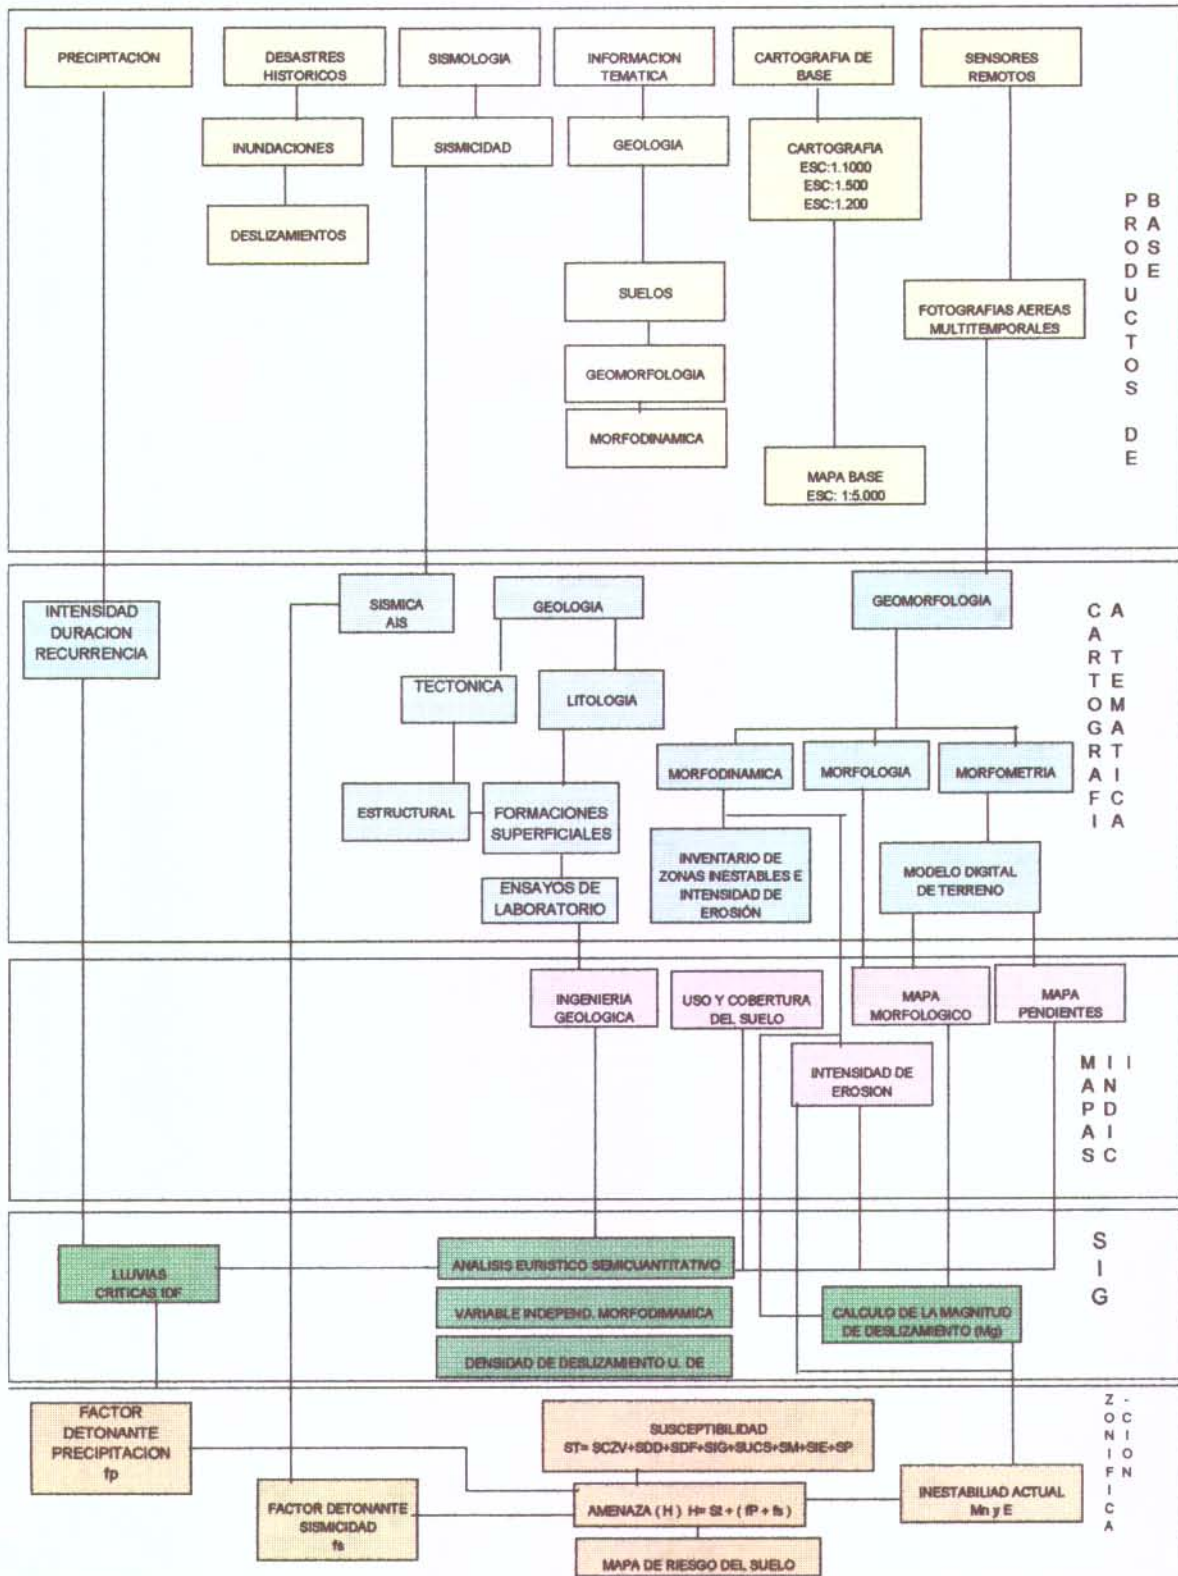 PRECIPITACION
DESASTRES
HISTORICOS
SISMOLOGIA
INFORMACION
TEMATICA
CARTOGRAFIA DE
BASE
SENSORES
REMOTOS
INUNDACIONES
SISMICIDAD
GEOLOGIA
CARTOGRAFIA
ESC:1.1000
ESC:1.500
ESC:1.200
DESLIZAMIENTOS
SUELOS
FOTOGRAFIAS AEREAS
MULTITEMPORALES
GEOMORFOLOGIA
MORFODINAMICA
MAPA BASE
ESC: 1:5.000
PRODUCTOS DE
BASE
INTENSIDAD
DURACION
RECURRENCIA
SISMICA
AIS
GEOLOGIA
GEOMORFOLOGIA
TECTONICA
LITOLOGIA
MORFODINAMICA
MORFOLOGIA
MORFOMETRIA
ESTRUCTURAL
FORMACIONES
SUPERFICIALES
INVENTARIO DE
ZONAS INESTABLES E
INTENSIDAD DE
EROSIÓN
MODELO DIGITAL
DE TERRENO
ENSAYOS DE
LABORATORIO
CARTOGRAFI
A TEMATICA
INGENIERIA
GEOLOGICA
USO Y COBERTURA
DEL SUELO
MAPA
MORFOLOGICO
MAPA
PENDIENTES
INTENSIDAD DE
EROSION
MAPAS
INDIC
I
LLUVIAS
CRITICAS IDF
ANALISIS EURISTICO SEMICUANTITATIVO
VARIABLE INDEPEND. MORFODIMAMICA
DENSIDAD DE DESLIZAMIENTO U. DE
CALCULO DE LA MAGNITUD
DE DESLIZAMIENTO (Mg)
SIG
FACTOR
DETONANTE
PRECIPITACION
fp
SUSCEPTIBILIDAD
ST= SCZV+SDD+SDF+SIG+SUCS+SM+SIE+SP
FACTOR DETONANTE
SISMICIDAD
fs
AMENAZA ( H ) H= St + ( fP + fs )
INESTABILIAD ACTUAL
Mn y E
MAPA DE RIESGO DEL SUELO
ZONIFICA
-CION